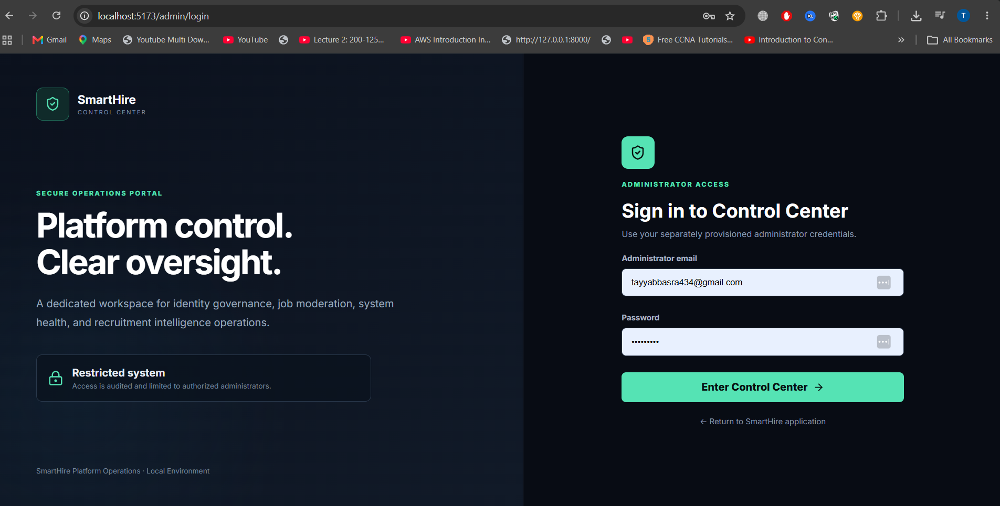 localhost:5173/admin/login
T
Gmail
Maps
Youtube Multi Dow...
YouTube
Lecture 2: 200-125...
AWS Introduction In...
http://127.0.0.1:8000/
Free CCNA Tutorials...
Introduction to Con...
All Bookmarks
SmartHire
CONTROL CENTER
SECURE OPERATIONS PORTAL
Platform control.
Clear oversight.
A dedicated workspace for identity governance, job moderation, system
health, and recruitment intelligence operations.
Restricted system
Access is audited and limited to authorized administrators.
SmartHire Platform Operations · Local Environment
ADMINISTRATOR ACCESS
Sign in to Control Center
Use your separately provisioned administrator credentials.
Administrator email
tayyabbasra434@gmail.com
Password
•••••••••
Enter Control Center →
← Return to SmartHire application